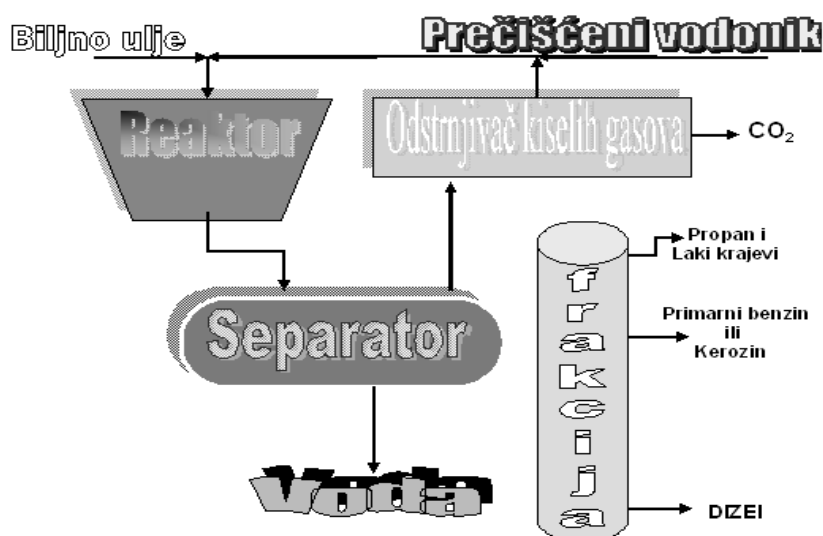 Biljno ulje
Prečišćeni vodonik
Reaktor
Odstrnjivač kiselih gasova
CO₂
Separator
Propan i
Laki krajevi
Primarni benzin
ili
Kerozin
frakcija
DIZEl
Voda